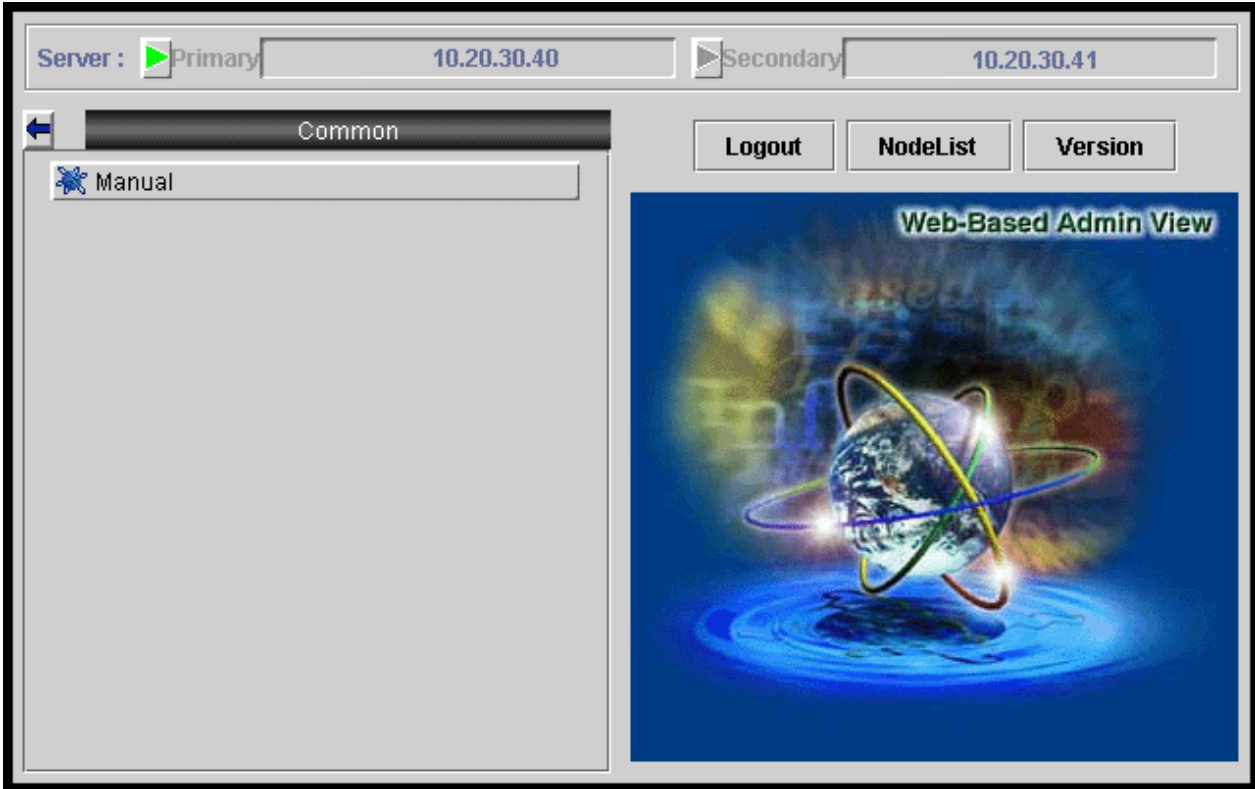 Server : Primary 10.20.30.40 Secondary 10.20.30.41
Common
Manual
Logout NodeList Version
Web-Based Admin View